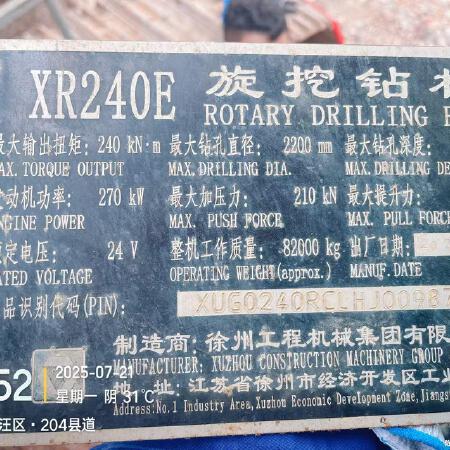 XR240E 旋挖钻
ROTARY DRILLING
最大输出扭矩: 240 kN·m 最大钻孔直径: 2200 mm 最大钻孔深度:
MAX. TORQUE OUTPUT MAX. DRILLING DIA. MAX. DRILLING DE
发动机功率: 270 kW 最大加压力: 210 kN 最大提升力:
ENGINE POWER MAX. PUSH FORCE MAX. PULL FORCE
额定电压: 24 V 整机工作质量: 82000 kg 出厂日期:
RATED VOLTAGE OPERATING WEIGHT(approx.) MANUF. DATE
品识别代码(PIN): XUG0240RCLHJ00987
制造商: 徐州工程机械集团有限
MANUFACTURER: XUZHOU CONSTRUCTION MACHINERY GROUP
地 址: 江苏省徐州市经济开发区工业
Address:No.1 Industry Area,Xuzhou Economic Development Zone,Jiangs
52 2025-07-21
星期一 阴 31℃
汪区·204县道